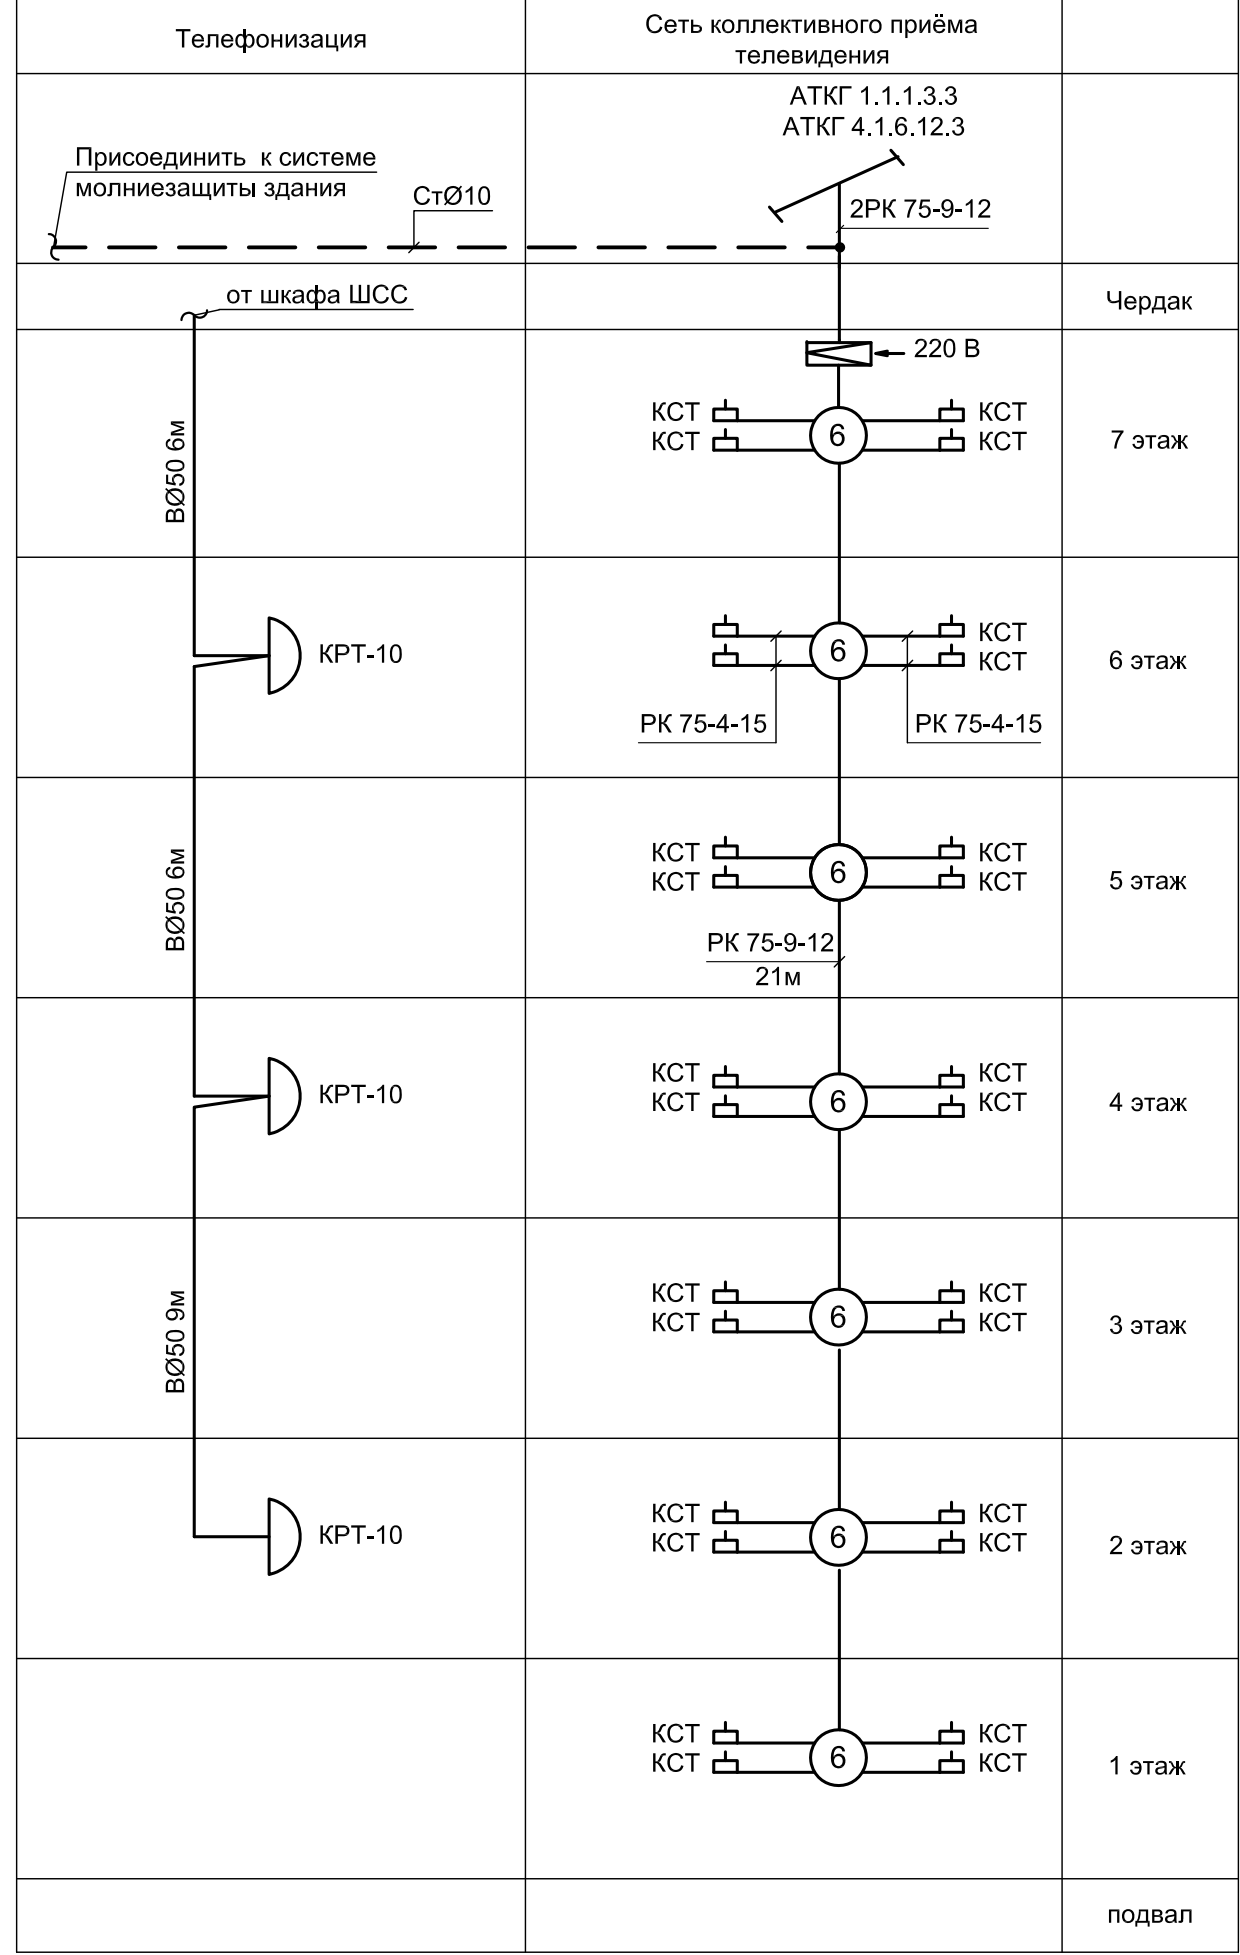 Телефонизация
Сеть коллективного приёма
телевидения
АТКГ 1.1.1.3.3
АТКГ 4.1.6.12.3
Присоединить к системе
молниезащиты здания
СтØ10
2РК 75-9-12
от шкафа ШСС
Чердак
220 В
ВØ50 6м
КСТ 6 КСТ
КСТ КСТ
7 этаж
КРТ-10
6 КСТ
КСТ
РК 75-4-15
РК 75-4-15
6 этаж
ВØ50 6м
КСТ 6 КСТ
КСТ КСТ
5 этаж
РК 75-9-12
21м
КРТ-10
КСТ 6 КСТ
КСТ КСТ
4 этаж
ВØ50 9м
КСТ 6 КСТ
КСТ КСТ
3 этаж
КРТ-10
КСТ 6 КСТ
КСТ КСТ
2 этаж
КСТ 6 КСТ
КСТ КСТ
1 этаж
подвал